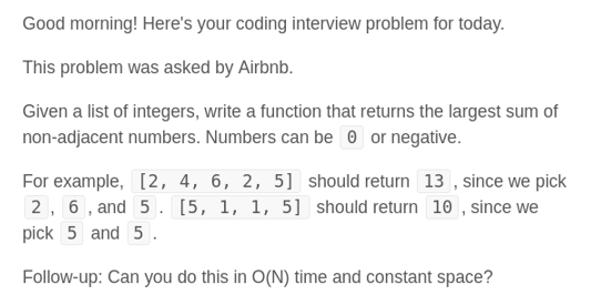 Good morning! Here's your coding interview problem for today.
This problem was asked by Airbnb.
Given a list of integers, write a function that returns the largest sum of
non-adjacent numbers. Numbers can be 0 or negative.
For example, [2, 4, 6, 2, 5] should return 13, since we pick
2, 6, and 5. [5, 1, 1, 5] should return 10, since we
pick 5 and 5.
Follow-up: Can you do this in O(N) time and constant space?